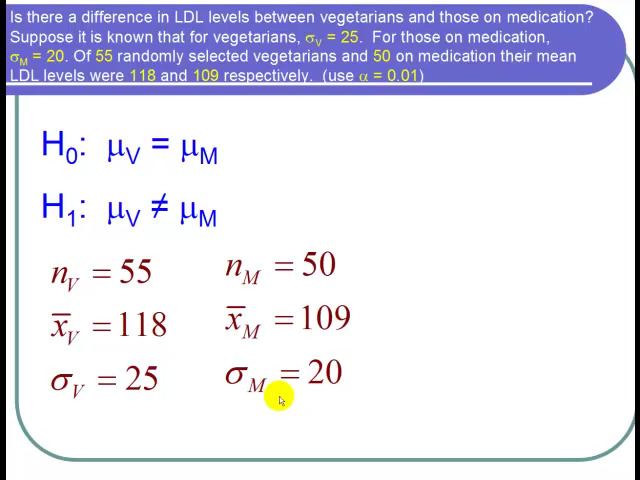 Is there a difference in LDL levels between vegetarians and those on medication?
Suppose it is known that for vegetarians, σV = 25.  For those on medication,
σM = 20. Of 55 randomly selected vegetarians and 50 on medication their mean
LDL levels were 118 and 109 respectively.  (use α = 0.01)
H0:  μV = μM
H1:  μV ≠ μM
nV = 55
nM = 50
x̅V = 118
x̅M = 109
σV = 25
σM = 20